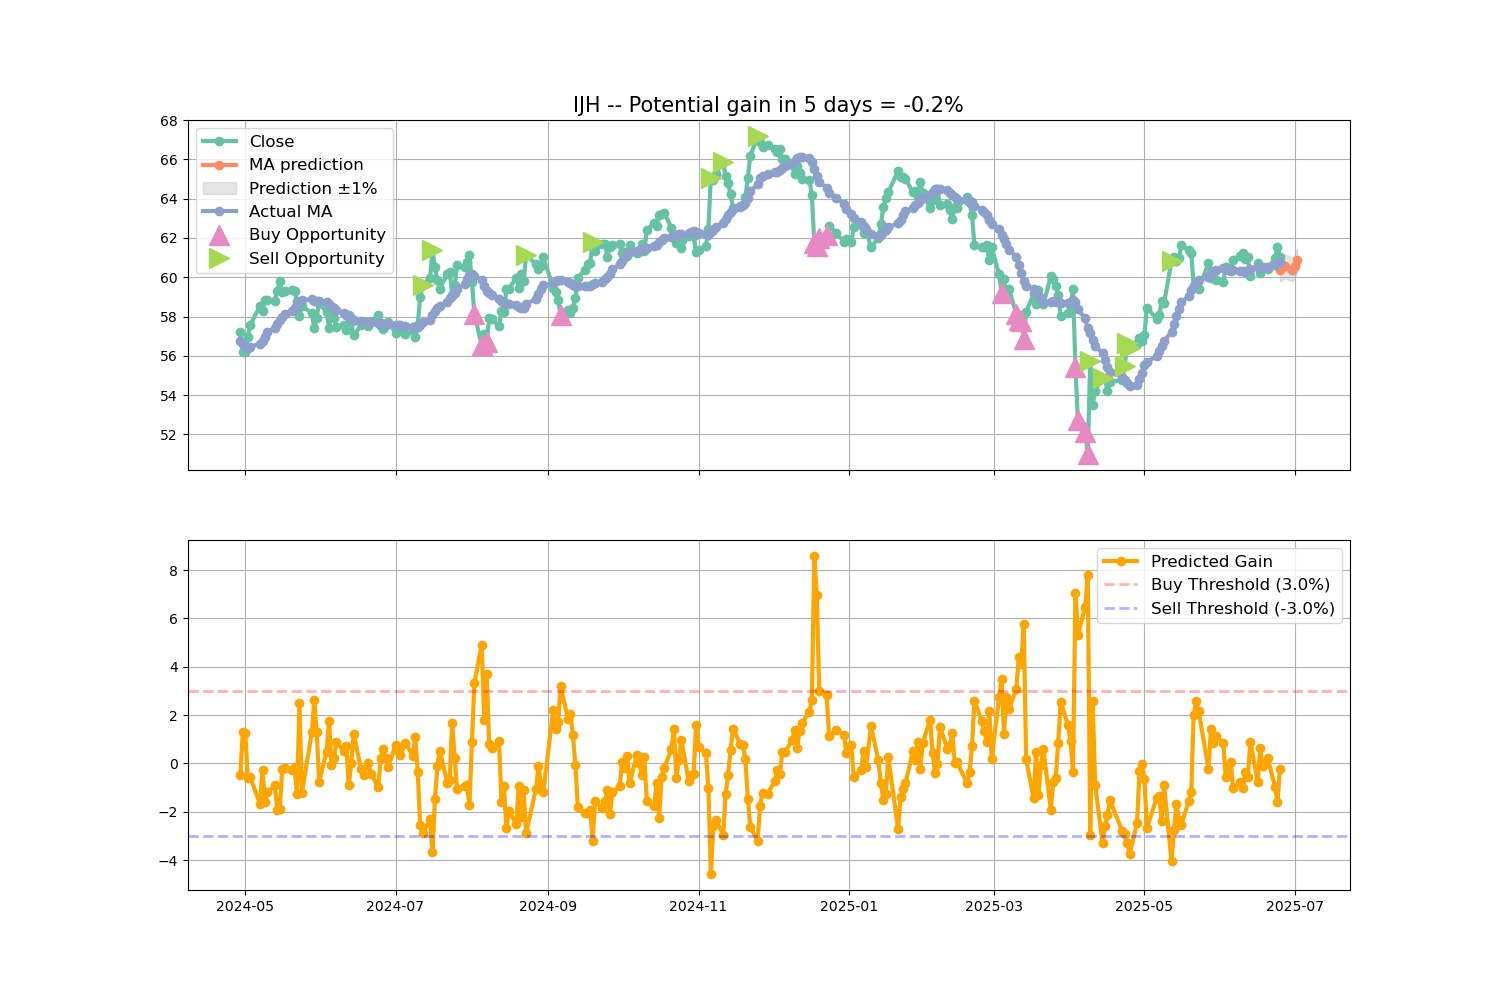 IJH -- Potential gain in 5 days = -0.2%
68
66
64
62
60
58
56
54
52
Close
MA prediction
Prediction ±1%
Actual MA
Buy Opportunity
Sell Opportunity
8
6
4
2
0
−2
−4
Predicted Gain
Buy Threshold (3.0%)
Sell Threshold (-3.0%)
2024-05
2024-07
2024-09
2024-11
2025-01
2025-03
2025-05
2025-07